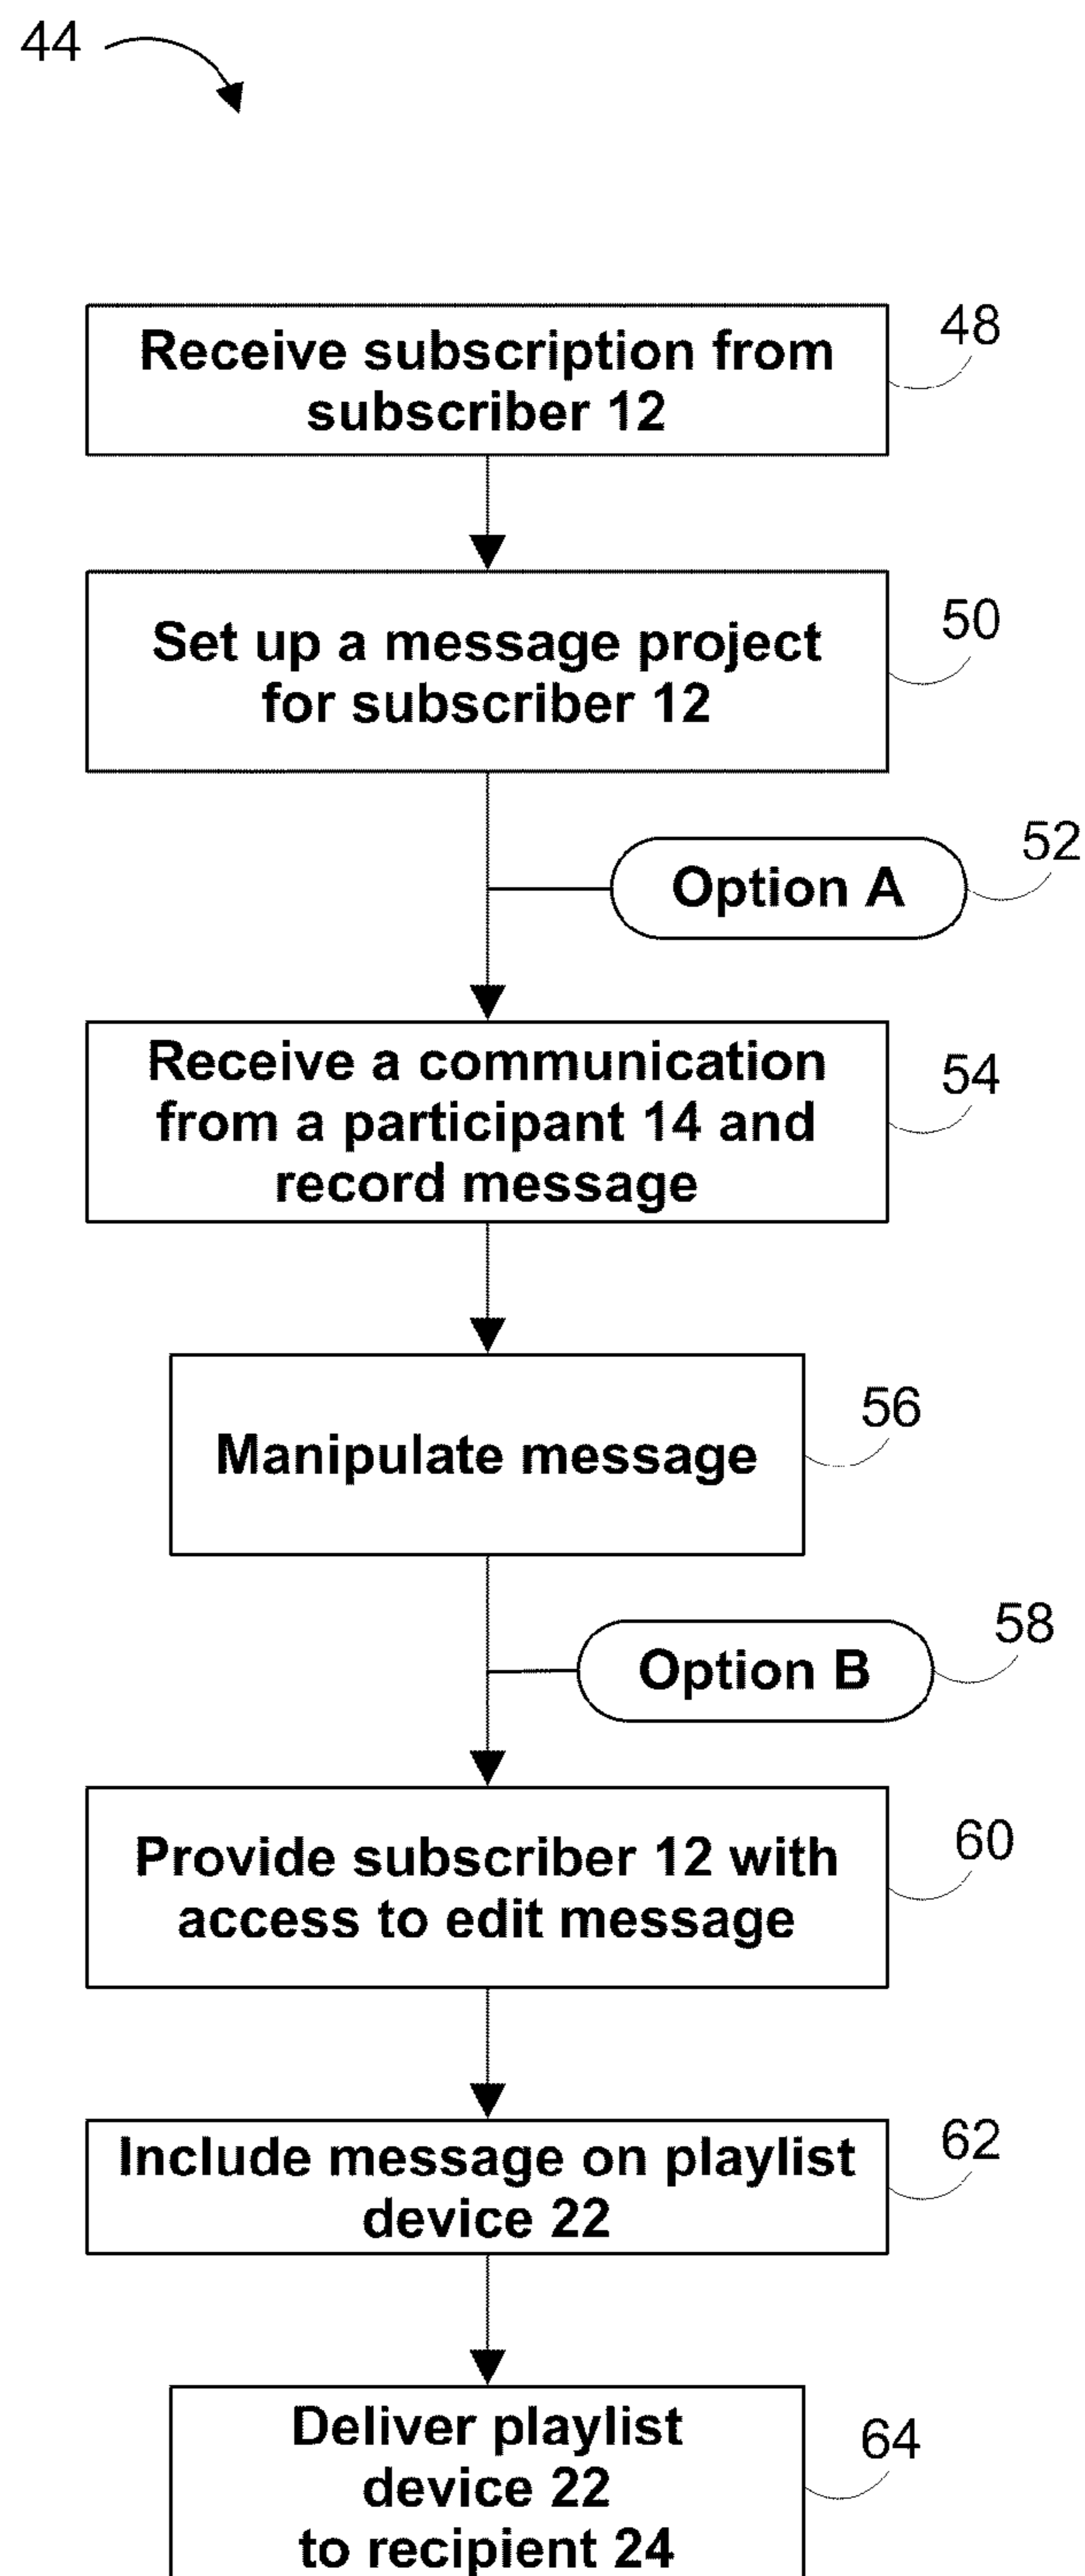 44
Receive subscription from
subscriber 12
48
Set up a message project
for subscriber 12
50
Option A
52
Receive a communication
from a participant 14 and
record message
54
Manipulate message
56
Option B
58
Provide subscriber 12 with
access to edit message
60
Include message on playlist
device 22
62
Deliver playlist
device 22
to recipient 24
64